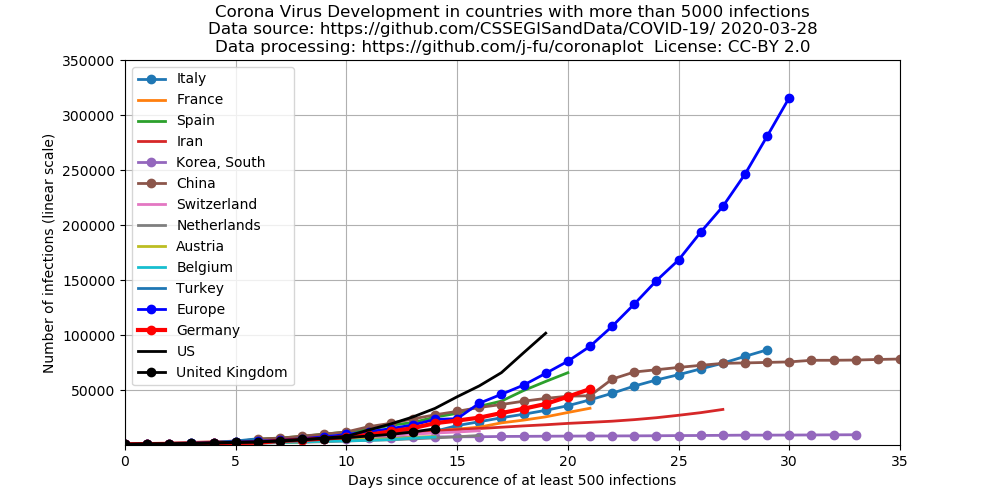 Corona Virus Development in countries with more than 5000 infections
Data source: https://github.com/CSSEGISandData/COVID-19/ 2020-03-28
Data processing: https://github.com/j-fu/coronaplot  License: CC-BY 2.0
Number of infections (linear scale)
350000
300000
250000
200000
150000
100000
50000
Italy
France
Spain
Iran
Korea, South
China
Switzerland
Netherlands
Austria
Belgium
Turkey
Europe
Germany
US
United Kingdom
0 5 10 15 20 25 30 35
Days since occurence of at least 500 infections